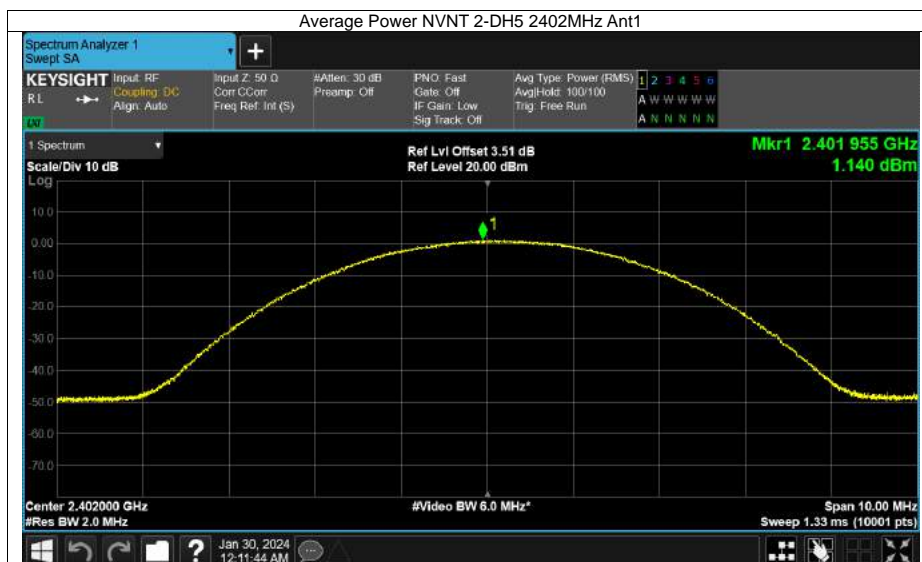 Average Power NVNT 2-DH5 2402MHz Ant1
Spectrum Analyzer 1
Swept SA
KEYSIGHT
R L
Input: RF
Coupling: DC
Align: Auto
Input Z: 50 Ω
Corr CCorr
Freq Ref: Int (S)
#Atten: 30 dB
Preamp: Off
PNO: Fast
Gate: Off
IF Gain: Low
Sig Track: Off
Avg Type: Power (RMS)
Avg|Hold: 100/100
Trig: Free Run
1 2 3 4 5 6
A W W W W W
A N N N N N
LXI
1 Spectrum
Scale/Div 10 dB
Ref Lvl Offset 3.51 dB
Ref Level 20.00 dBm
Mkr1 2.401 955 GHz
1.140 dBm
Log
10.0
0.00
-10.0
-20.0
-30.0
-40.0
-50.0
-60.0
-70.0
1
Center 2.402000 GHz
#Res BW 2.0 MHz
#Video BW 6.0 MHz*
Span 10.00 MHz
Sweep 1.33 ms (10001 pts)
?
Jan 30, 2024
12:11:44 AM